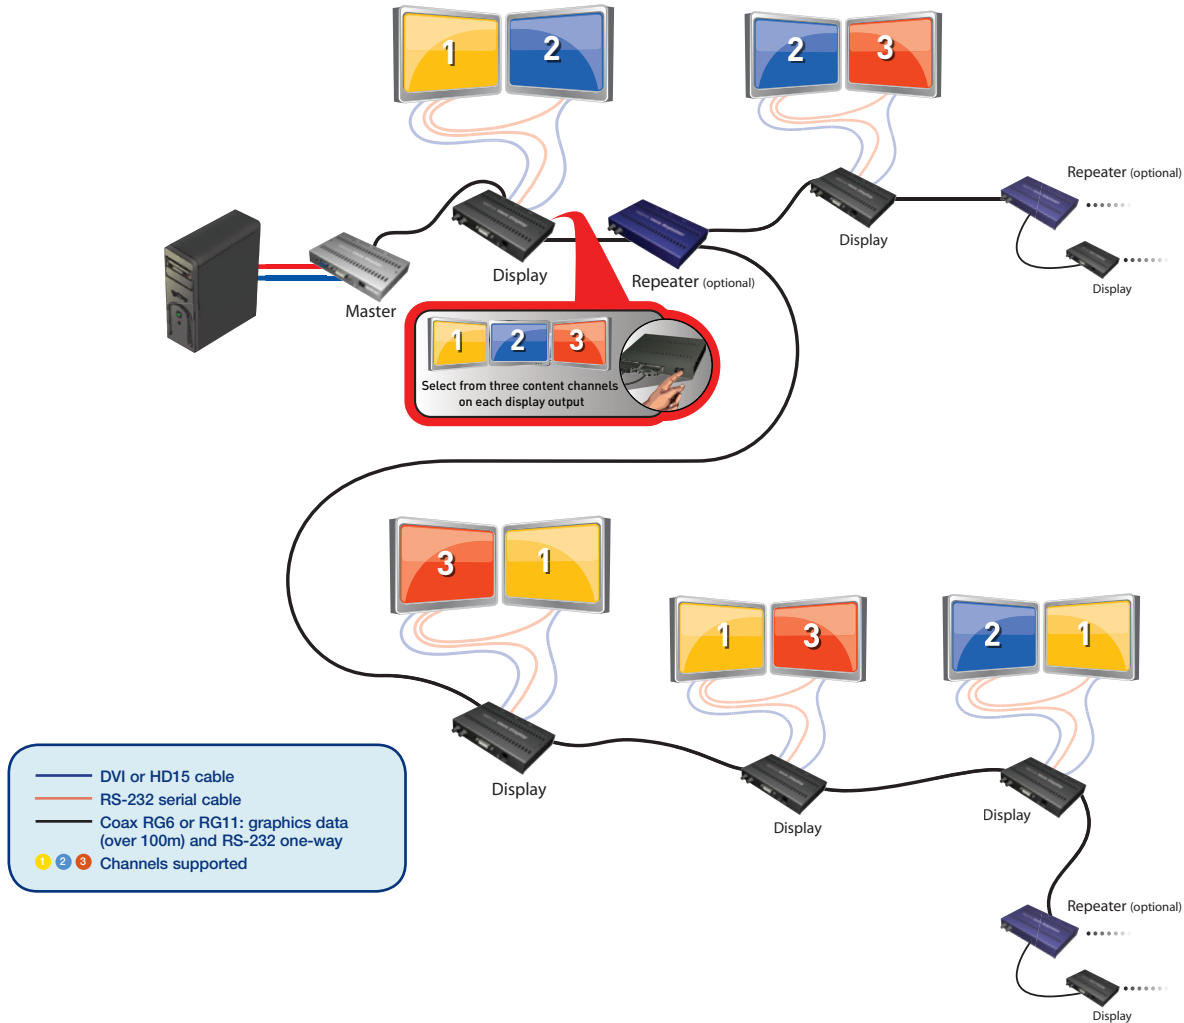 1
2
2
3
Repeater (optional)
Display
Display
Display
Repeater (optional)
Display
Master
1
2
3
Select from three content channels
on each display output
3
1
1
3
2
1
Display
Display
Display
DVI or HD15 cable
RS-232 serial cable
Coax RG6 or RG11: graphics data
(over 100m) and RS-232 one-way
1 2 3 Channels supported
Repeater (optional)
Display